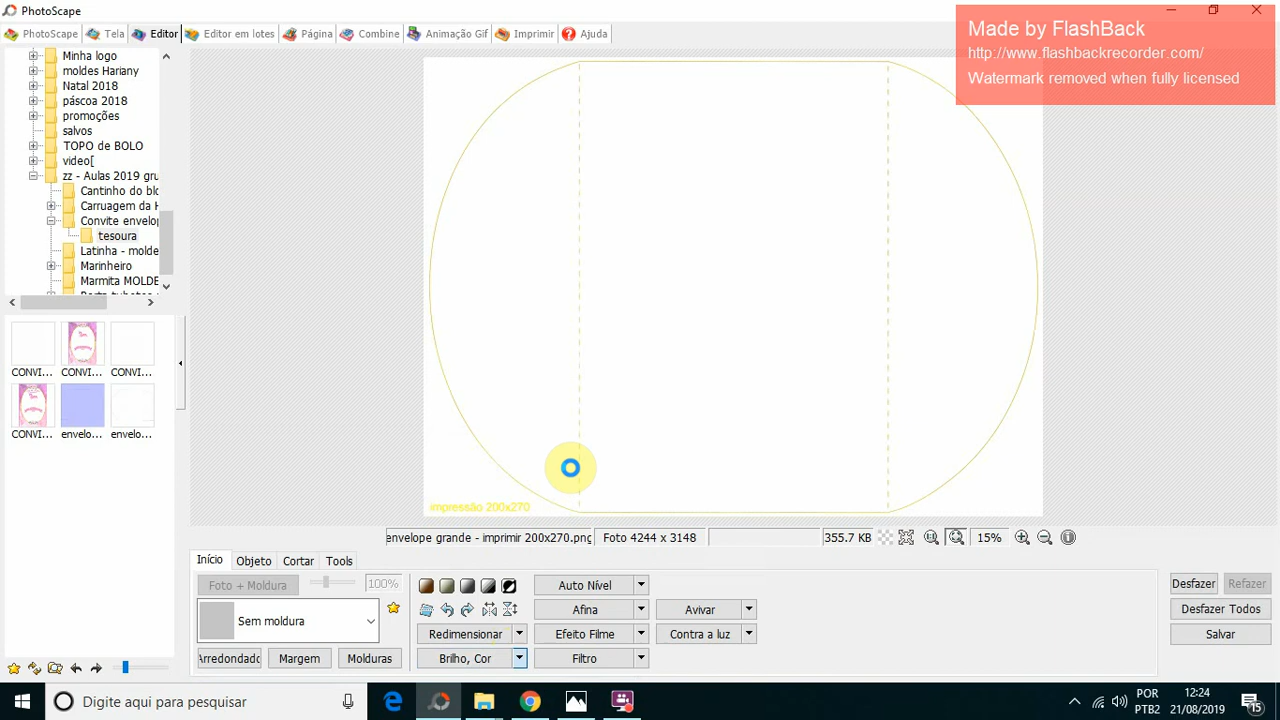 PhotoScape
Made by FlashBack
http://www.flashbackrecorder.com/
Watermark removed when fully licensed
PhotoScape
Tela
Editor
Editor em lotes
Página
Combine
Animação Gif
Imprimir
Ajuda
Minha logo
moldes Hariany
Natal 2018
páscoa 2018
promoções
salvos
TOPO de BOLO
video[
zz - Aulas 2019 gru
Cantinho do blo
Carruagem da H
Convite envelop
tesoura
Latinha - molde
Marinheiro
Marmita MOLDE
CONVI... CONVI... CONVI...
CONVI... envelo... envelo...
impressão 200x270
envelope grande - imprimir 200x270.png
Foto 4244 x 3148
355.7 KB
15%
Início
Objeto
Cortar
Tools
Foto + Moldura
100%
Sem moldura
Arredondado
Margem
Molduras
Auto Nível
Afina
Avivar
Redimensionar
Efeito Filme
Contra a luz
Brilho, Cor
Filtro
Desfazer
Refazer
Desfazer Todos
Salvar
Digite aqui para pesquisar
POR
PTB2
12:24
21/08/2019
15